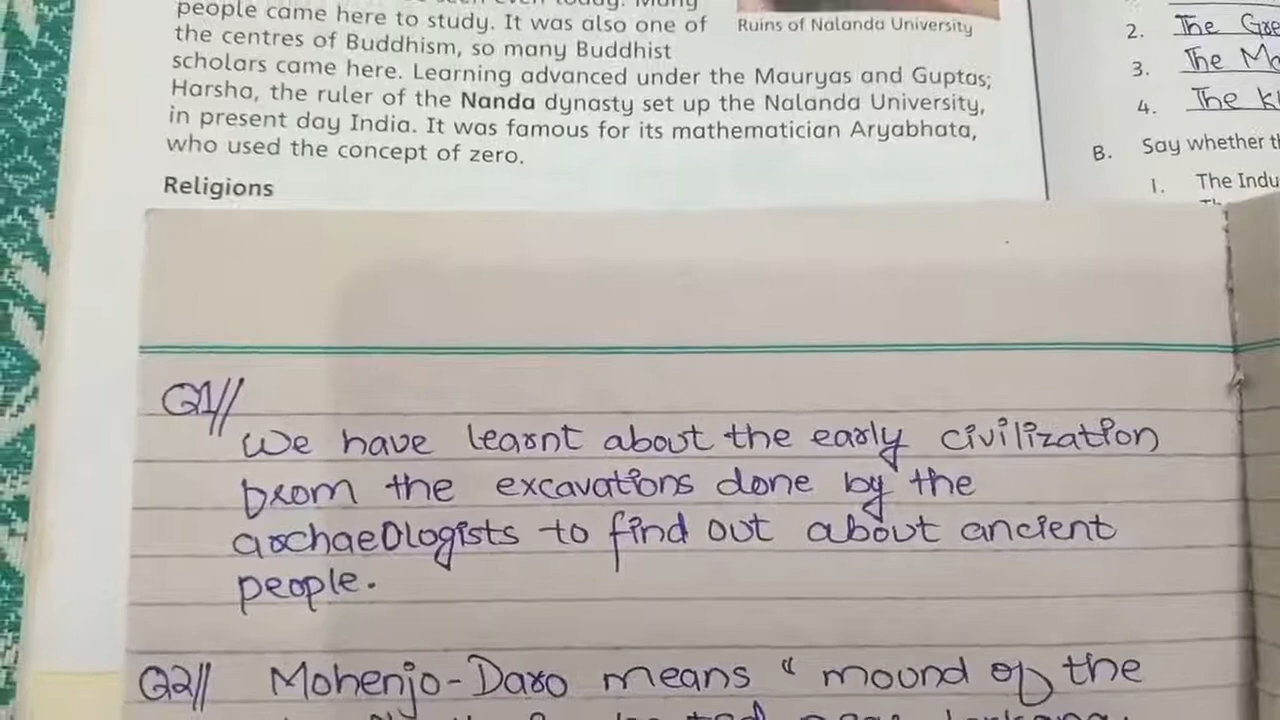 people came here to study. It was also one of
the centres of Buddhism, so many Buddhist
scholars came here. Learning advanced under the Mauryas and Guptas;
Harsha, the ruler of the Nanda dynasty set up the Nalanda University,
in present day India. It was famous for its mathematician Aryabhata,
who used the concept of zero.
Ruins of Nalanda University
Religions
2. The Gre
3. The Ma
4. The
B. Say whether
1. The Indu
Q1//
We have learnt about the early civilization
from the excavations done by the
archaeologists to find out about ancient
people.
Q2// Mohenjo-Daro means " mound of the